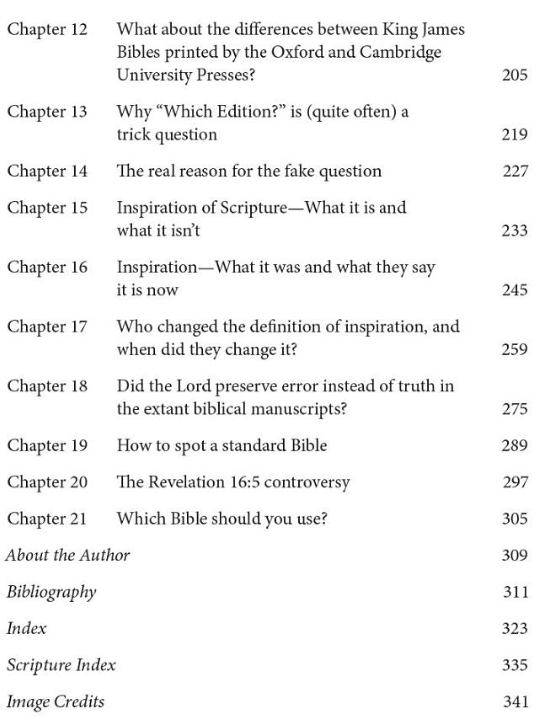 Chapter 12 What about the differences between King James
Bibles printed by the Oxford and Cambridge
University Presses? 205
Chapter 13 Why “Which Edition?” is (quite often) a
trick question 219
Chapter 14 The real reason for the fake question 227
Chapter 15 Inspiration of Scripture—What it is and
what it isn’t 233
Chapter 16 Inspiration—What it was and what they say
it is now 245
Chapter 17 Who changed the definition of inspiration, and
when did they change it? 259
Chapter 18 Did the Lord preserve error instead of truth in
the extant biblical manuscripts? 275
Chapter 19 How to spot a standard Bible 289
Chapter 20 The Revelation 16:5 controversy 297
Chapter 21 Which Bible should you use? 305
About the Author 309
Bibliography 311
Index 323
Scripture Index 335
Image Credits 341